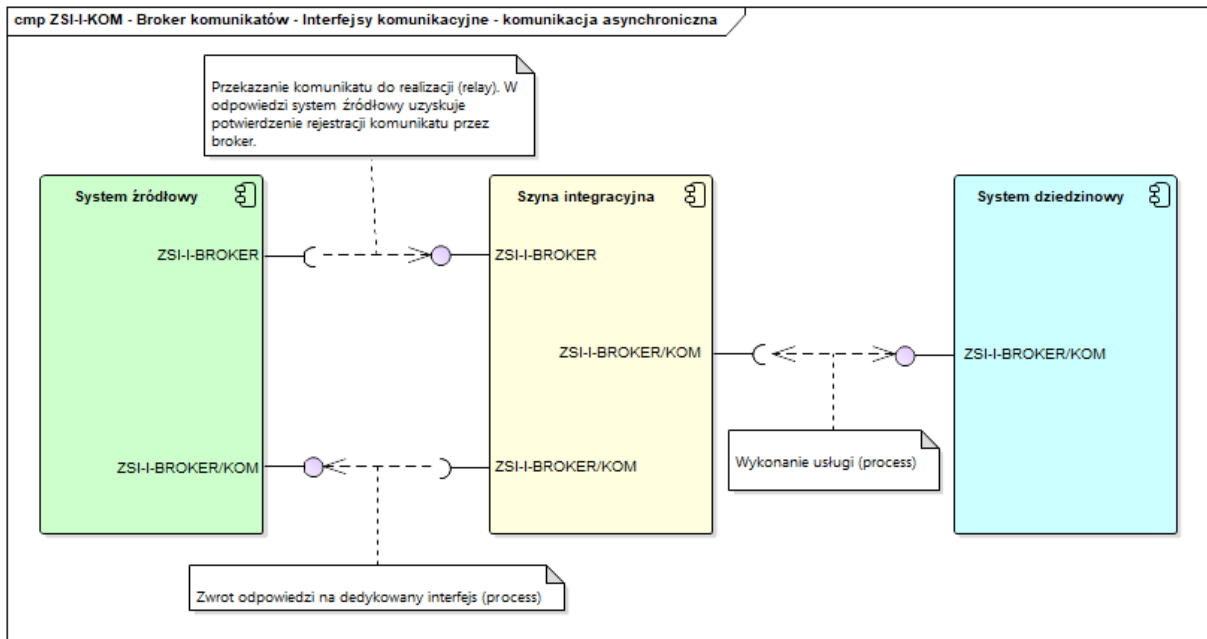 cmp ZSI-I-KOM - Broker komunikatów - Interfejsy komunikacyjne - komunikacja asynchroniczna
Przekazanie komunikatu do realizacji (relay). W
odpowiedzi system źródłowy uzyskuje
potwierdzenie rejestracji komunikatu przez
broker.
System źródłowy
Szyna integracyjna
System dziedzinowy
ZSI-I-BROKER
ZSI-I-BROKER
ZSI-I-BROKER/KOM
ZSI-I-BROKER/KOM
ZSI-I-BROKER/KOM
ZSI-I-BROKER/KOM
Wykonanie usługi (process)
Zwrot odpowiedzi na dedykowany interfejs (process)